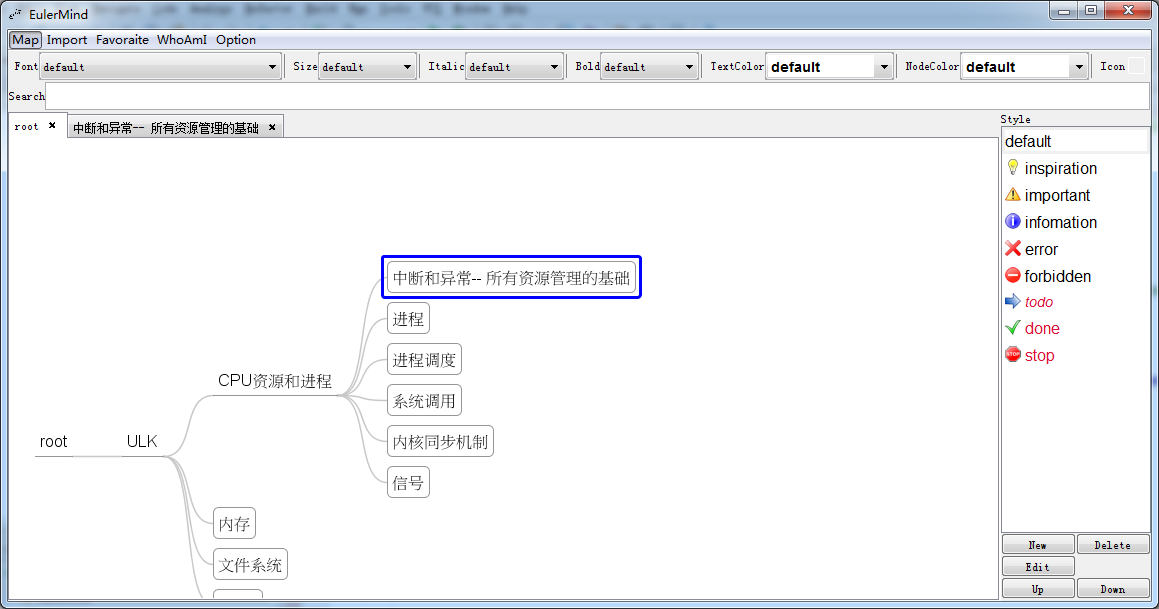 EulerMind
Map Import Favoraite WhoAmI Option
Font default Size default Italic default Bold default TextColor default NodeColor default Icon
Search
root 中断和异常-- 所有资源管理的基础
Style
default
inspiration
important
infomation
error
forbidden
todo
done
stop
中断和异常-- 所有资源管理的基础
进程
进程调度
CPU资源和进程
系统调用
root ULK
内核同步机制
信号
内存
文件系统
New Delete
Edit
Up Down